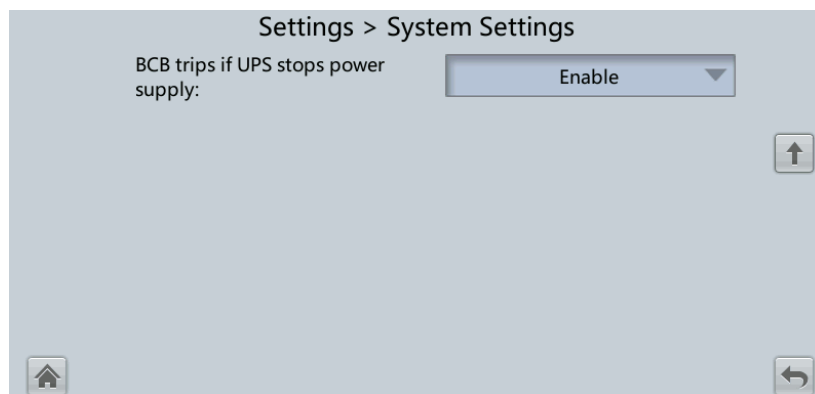 Settings > System Settings
BCB trips if UPS stops power
supply:
Enable